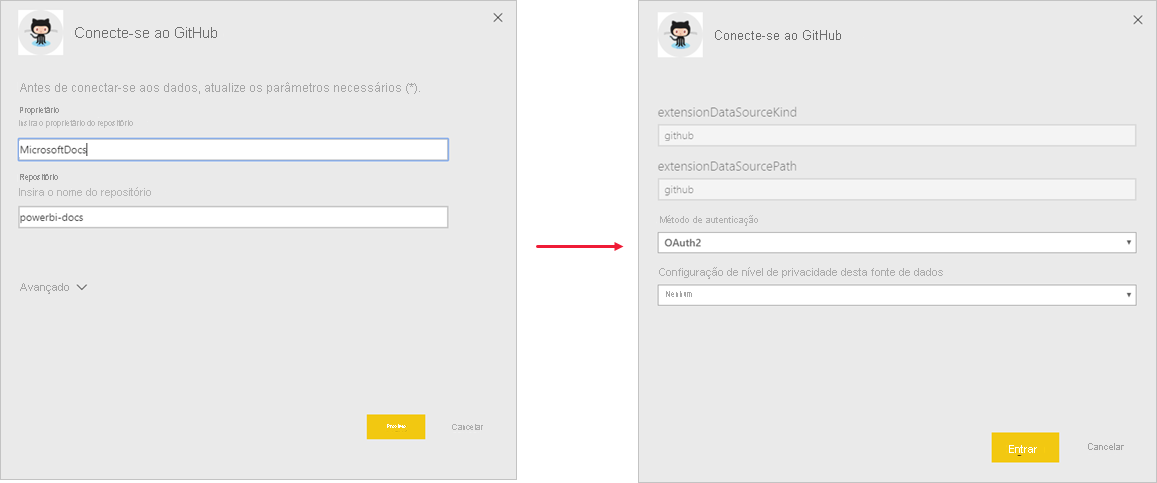 Conecte-se ao GitHub
Antes de conectar-se aos dados, atualize os parâmetros necessários (*).
Proprietário
Insira o proprietário do repositório
MicrosoftDocs
Repositório
Insira o nome do repositório
powerbi-docs
Avançado
Cancelar
Conecte-se ao GitHub
extensionDataSourceKind
github
extensionDataSourcePath
github
Método de autenticação
OAuth2
Configuração de nível de privacidade desta fonte de dados
Nenhum
Entrar
Cancelar